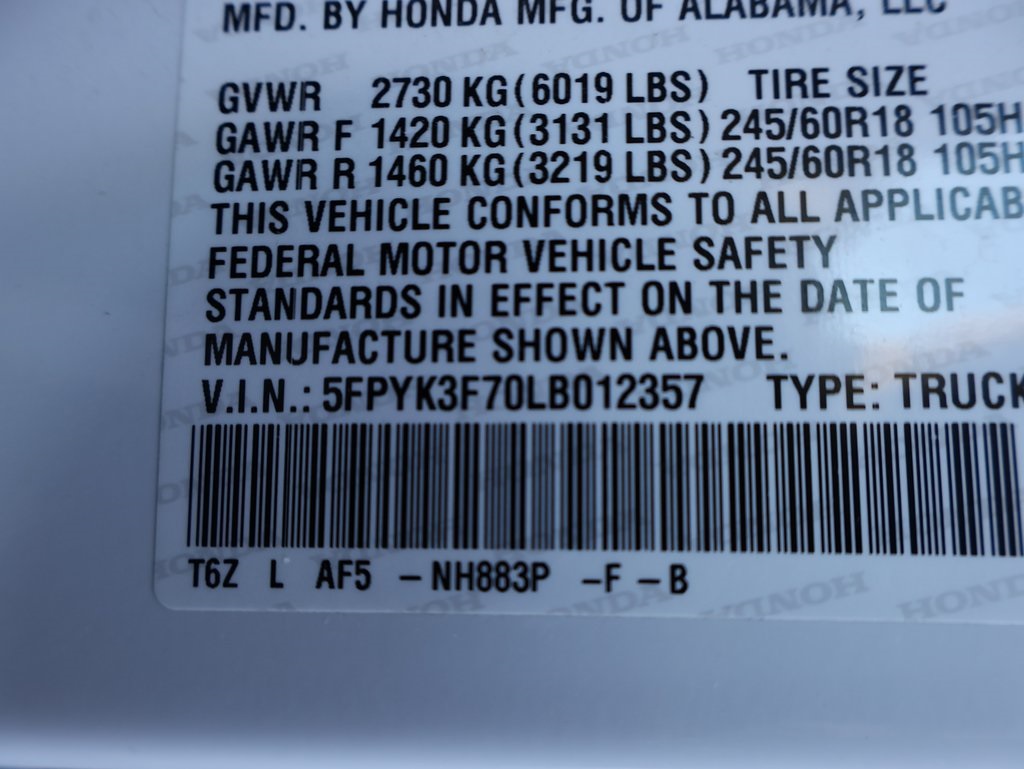 MFD. BY HONDA MFG. OF ALABAMA, LLC
GVWR 2730 KG (6019 LBS) TIRE SIZE
GAWR F 1420 KG (3131 LBS) 245/60R18 105H
GAWR R 1460 KG (3219 LBS) 245/60R18 105H
THIS VEHICLE CONFORMS TO ALL APPLICAB
FEDERAL MOTOR VEHICLE SAFETY
STANDARDS IN EFFECT ON THE DATE OF
MANUFACTURE SHOWN ABOVE.
V.I.N.: 5FPYK3F70LB012357 TYPE: TRUCK
T6Z L AF5 -NH883P -F-B